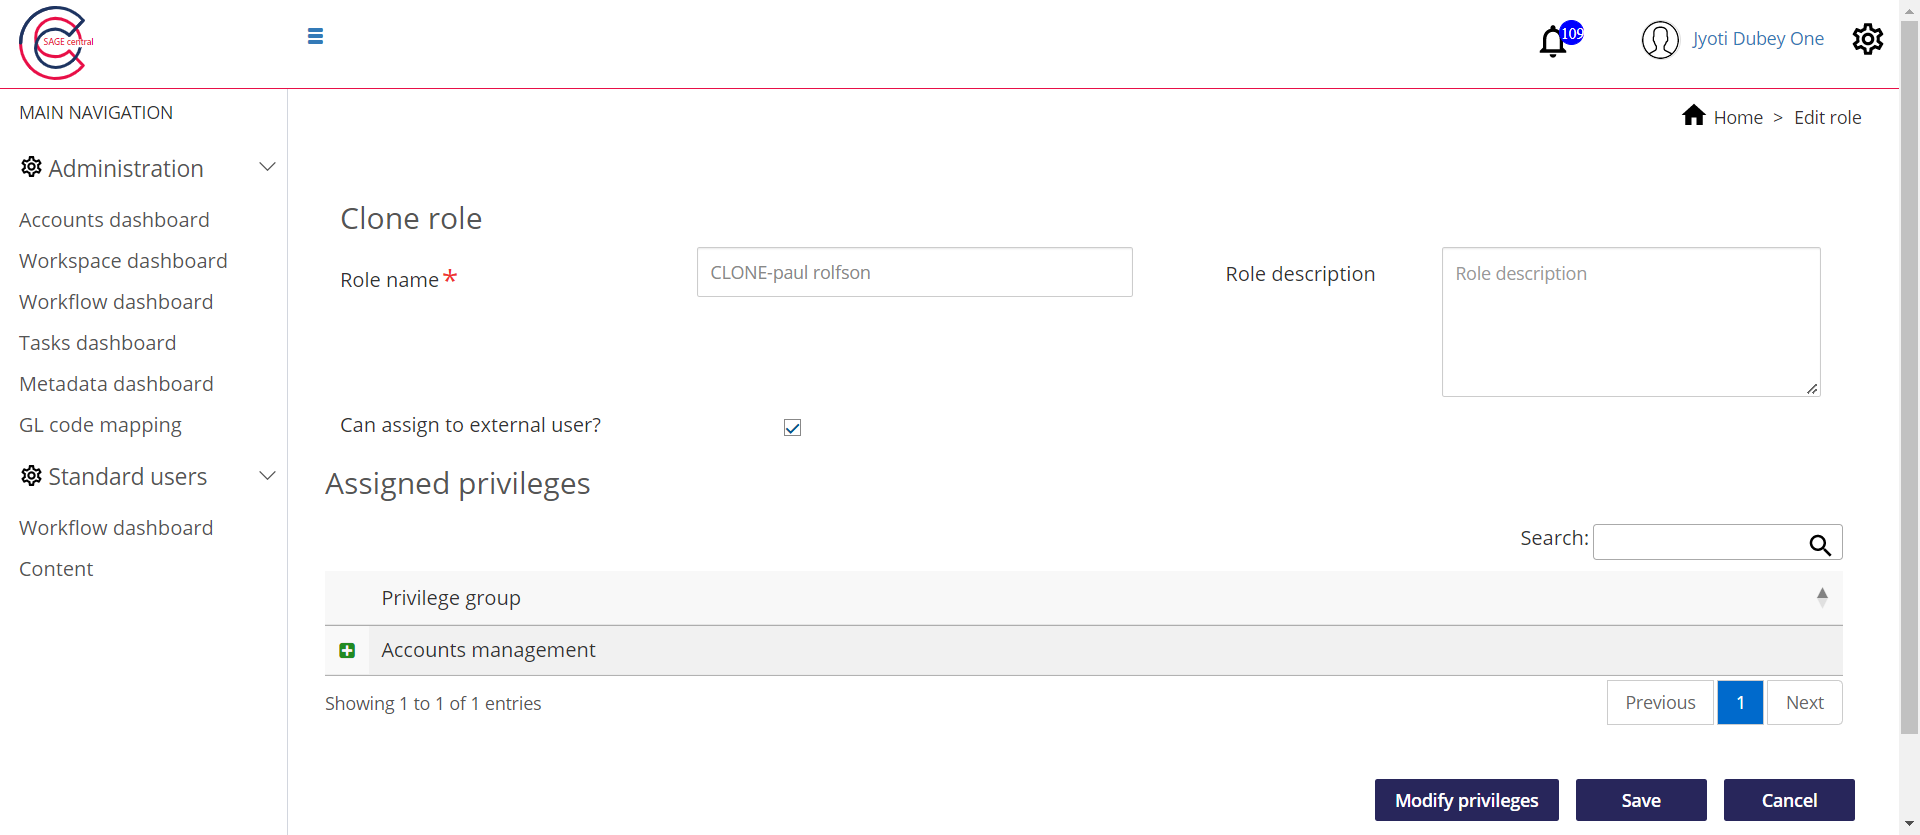 SAGE central
109
Jyoti Dubey One
MAIN NAVIGATION
Home > Edit role
Administration
Accounts dashboard
Workspace dashboard
Workflow dashboard
Tasks dashboard
Metadata dashboard
GL code mapping
Standard users
Workflow dashboard
Content
Clone role
Role name *
CLONE-paul rolfson
Role description
Role description
Can assign to external user?
Assigned privileges
Search:
Privilege group
Accounts management
Showing 1 to 1 of 1 entries
Previous 1 Next
Modify privileges Save Cancel